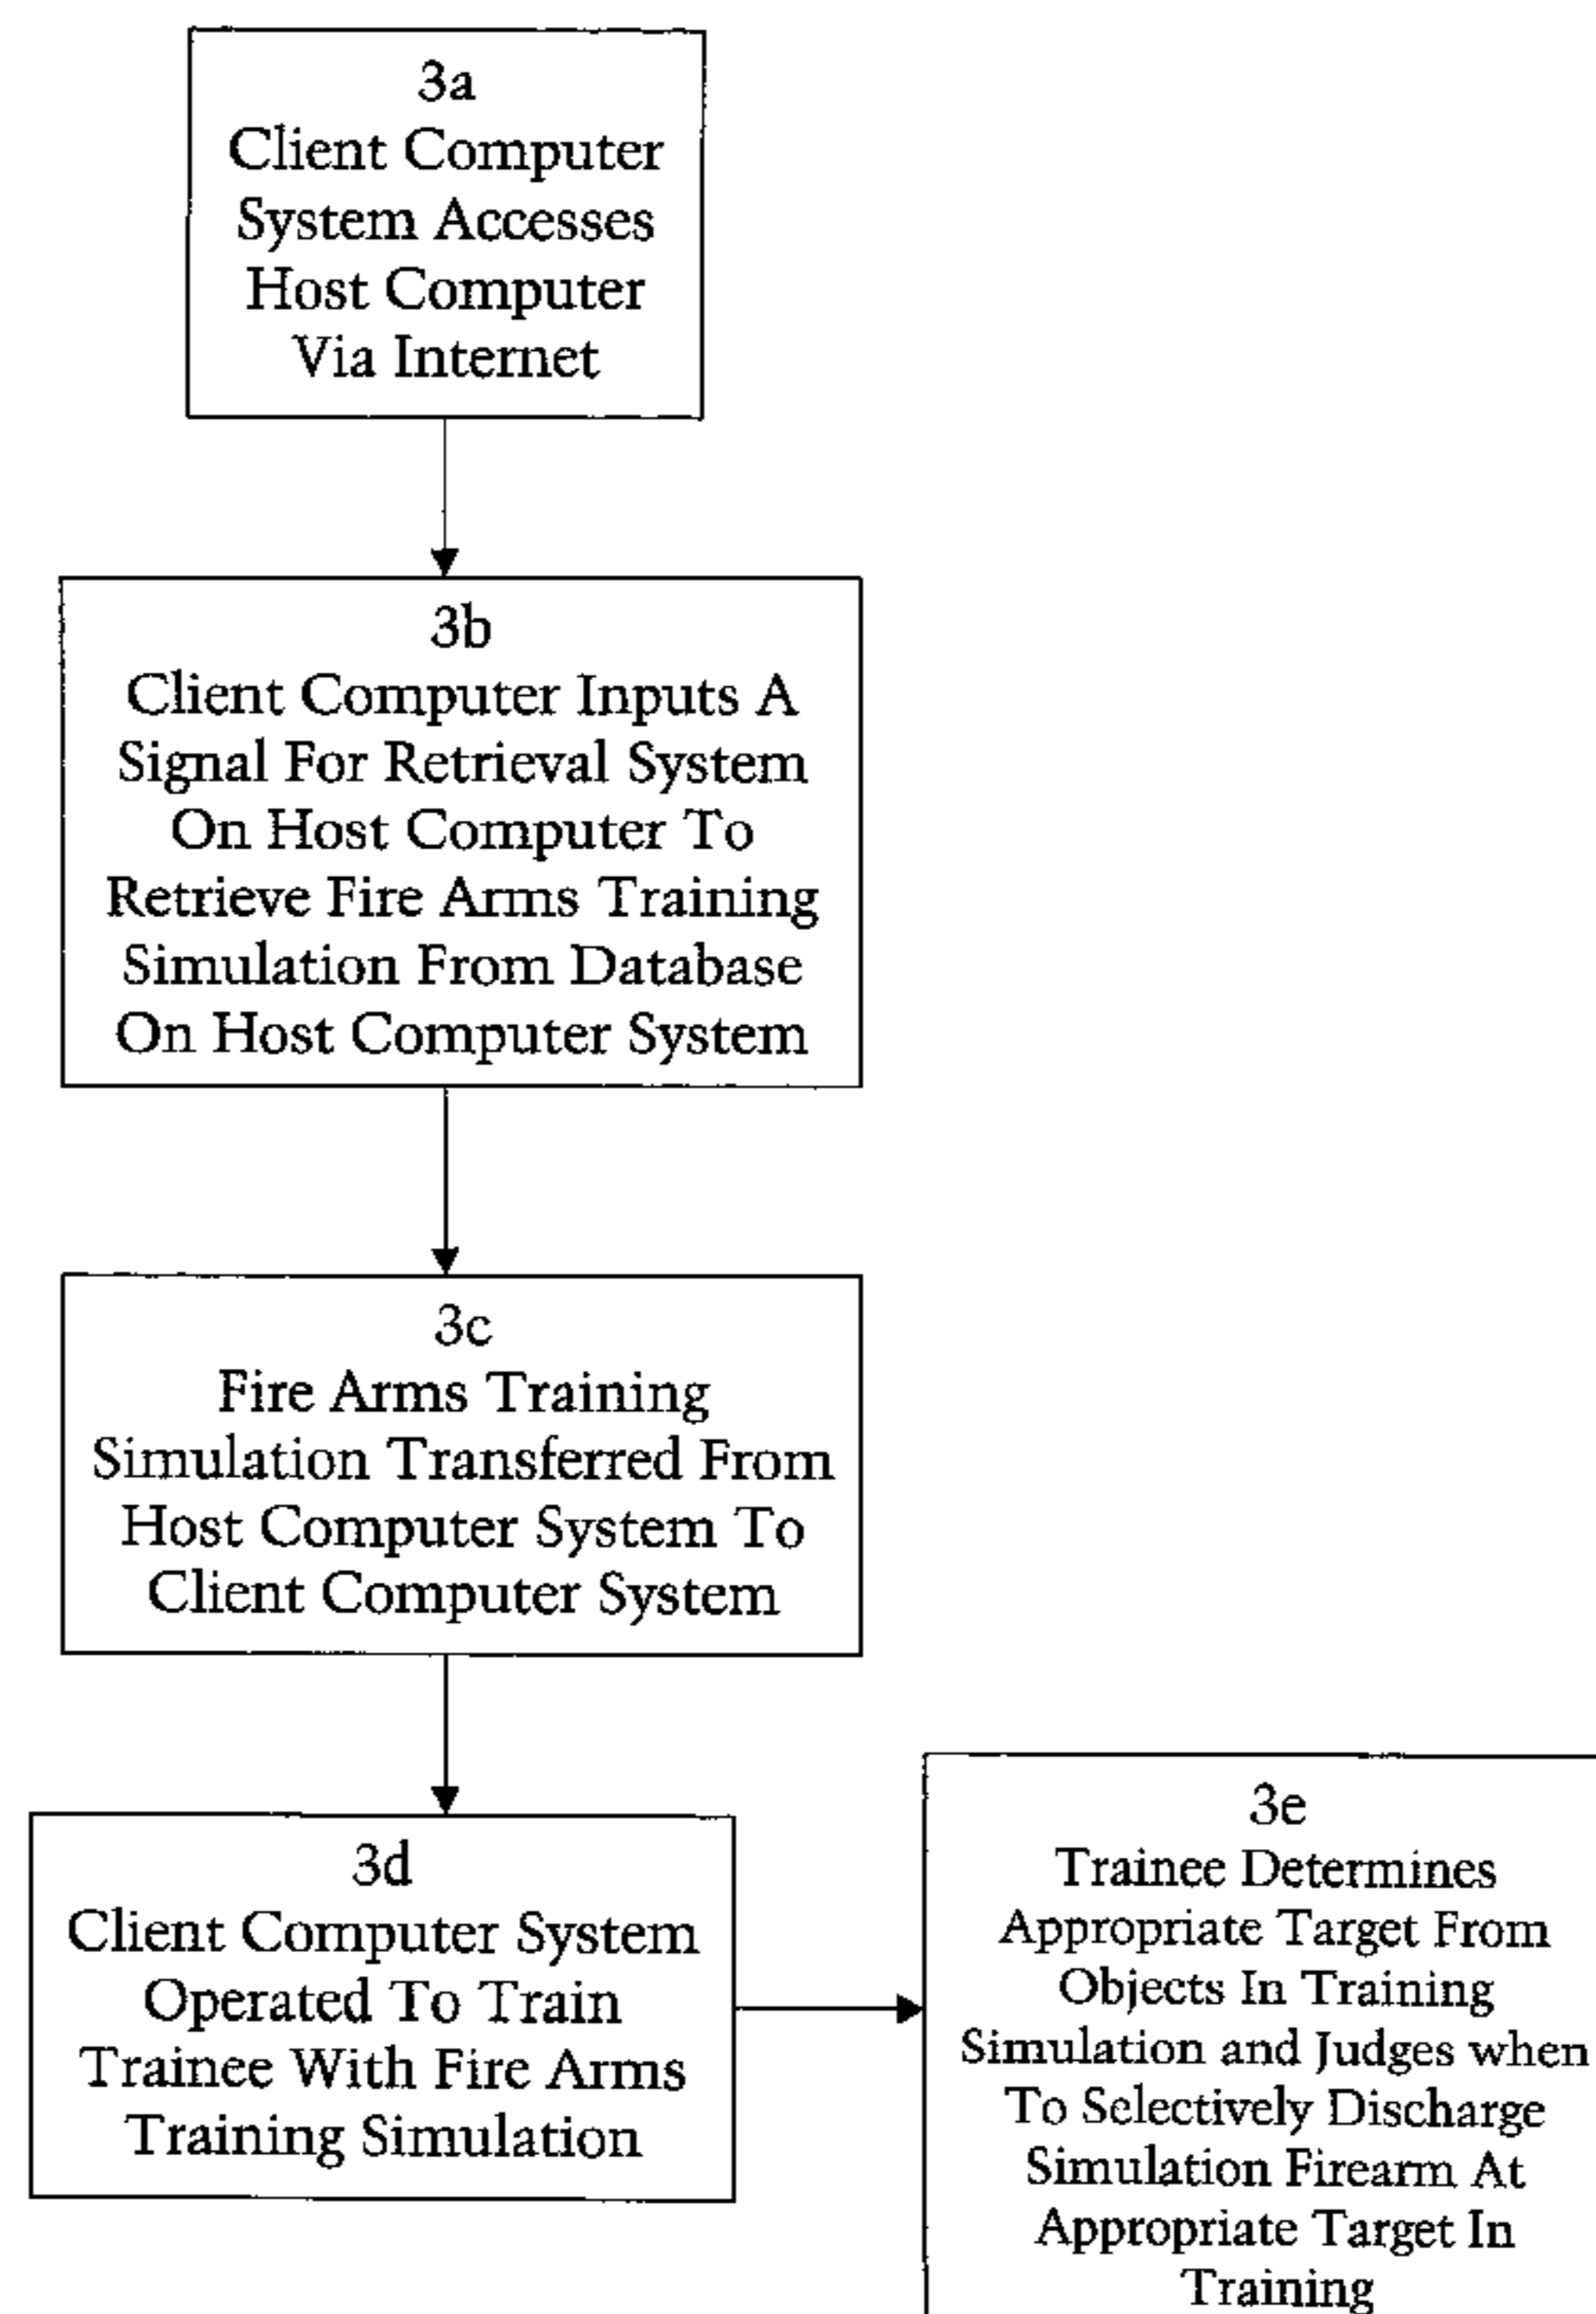 3a
Client Computer
System Accesses
Host Computer
Via Internet
3b
Client Computer Inputs A
Signal For Retrieval System
On Host Computer To
Retrieve Fire Arms Training
Simulation From Database
On Host Computer System
3c
Fire Arms Training
Simulation Transferred From
Host Computer System To
Client Computer System
3d
Client Computer System
Operated To Train
Trainee With Fire Arms
Training Simulation
3e
Trainee Determines
Appropriate Target From
Objects In Training
Simulation and Judges when
To Selectively Discharge
Simulation Firearm At
Appropriate Target In
Training